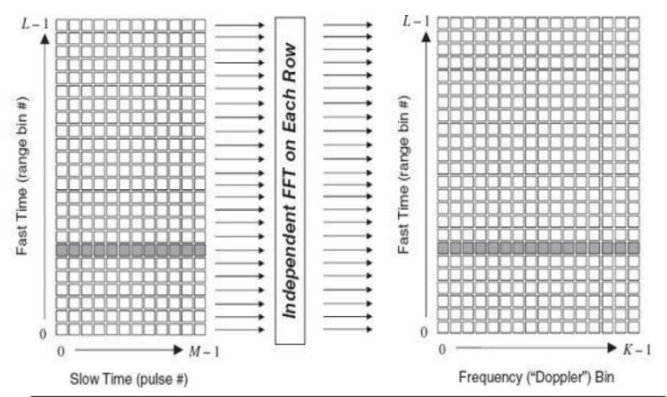 L – 1
Fast Time (range bin #)
0
0
M – 1
Slow Time (pulse #)
Independent FFT on Each Row
L – 1
Fast Time (range bin #)
0
0
K – 1
Frequency ("Doppler") Bin